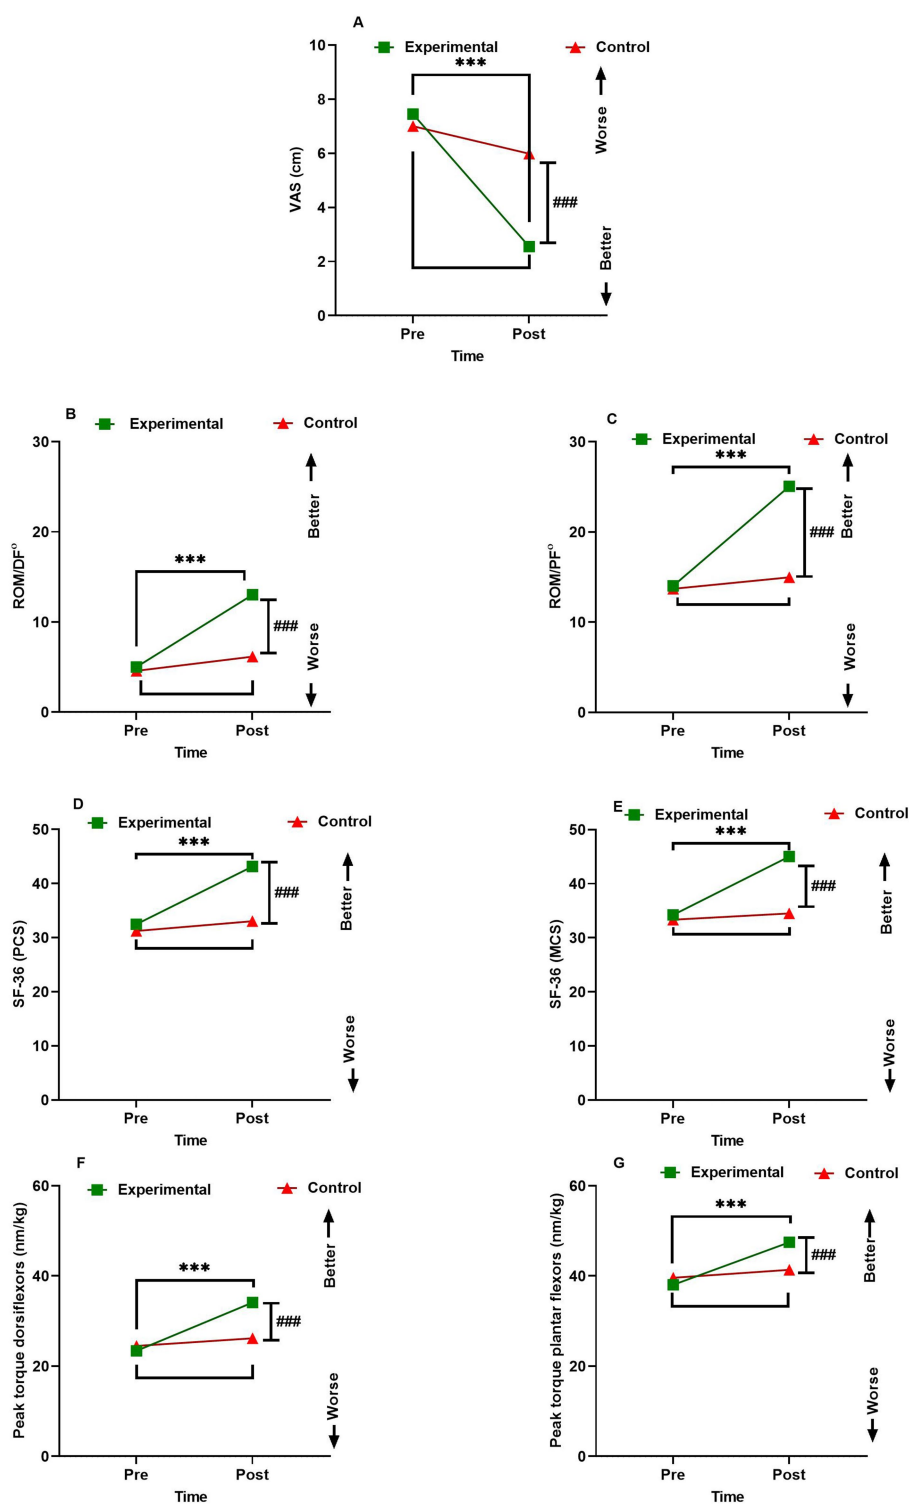 A
Experimental
Control
***
10
8
6
4
2
0
VAS (cm)
###
Worse
Better
Pre
Post
Time
B
Experimental
Control
30
20
10
0
ROM/DF°
***
###
Better
Worse
Pre
Post
Time
C
Experimental
Control
***
30
20
10
0
ROM/PF°
###
Better
Worse
Pre
Post
Time
D
Experimental
Control
***
50
40
30
20
10
0
SF-36 (PCS)
###
Better
Worse
Pre
Post
Time
E
Experimental
Control
***
50
40
30
20
10
0
SF-36 (MCS)
###
Better
Worse
Pre
Post
Time
F
Experimental
Control
60
40
20
0
Peak torque dorsiflexors (nm/kg)
***
###
Better
Worse
Pre
Post
Time
G
Experimental
Control
***
60
40
20
0
Peak torque plantar flexors (nm/kg)
###
Better
Worse
Pre
Post
Time